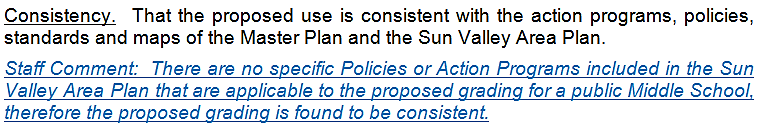 Consistency. That the proposed use is consistent with the action programs, policies,
standards and maps of the Master Plan and the Sun Valley Area Plan.
Staff Comment: There are no specific Policies or Action Programs included in the Sun
Valley Area Plan that are applicable to the proposed grading for a public Middle School,
therefore the proposed grading is found to be consistent.